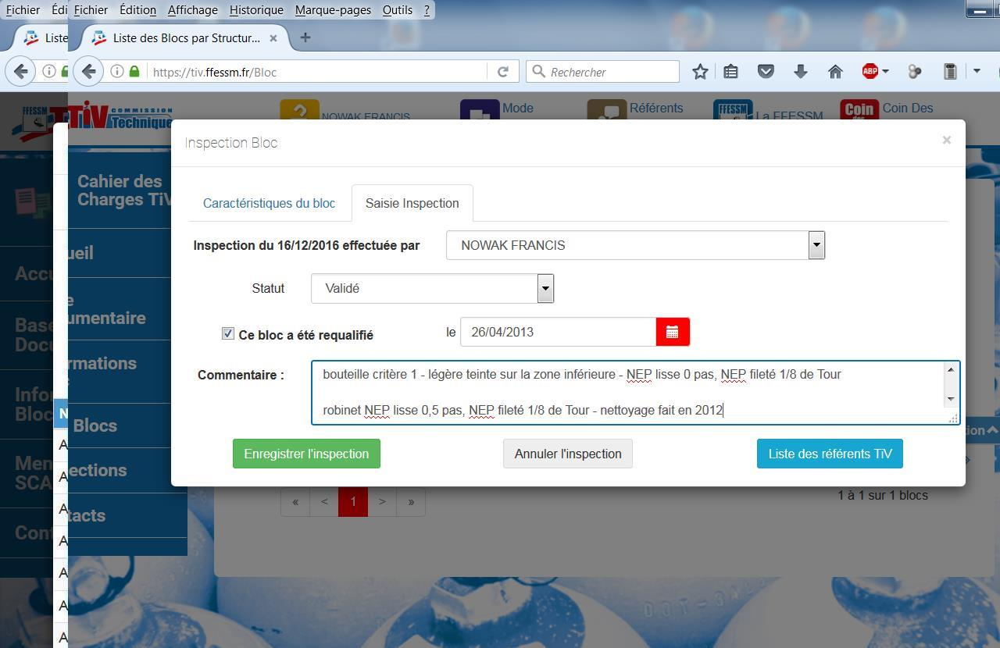 Fichier Édi
Fichier Édition Affichage Historique Marque-pages Outils ?
Liste
Liste des Blocs par Structur... × +
https://tiv.ffessm.fr/Bloc
Rechercher
ABP
FFESSM
TiV COMMISSION
Technique
? NOWAK FRANCIS
Mode
Référents
FFESSM La FFESSM
Coin des Coin Des
Inspection Bloc ×
Cahier des
Charges TiV
Caractéristiques du bloc Saisie Inspection
Inspection du 16/12/2016 effectuée par NOWAK FRANCIS
Statut Validé
Ce bloc a été requalifié le 26/04/2013
Commentaire :
bouteille critère 1 - légère teinte sur la zone inférieure - NEP lisse 0 pas, NEP fileté 1/8 de Tour
robinet NEP lisse 0,5 pas, NEP fileté 1/8 de Tour - nettoyage fait en 2012
Enregistrer l'inspection Annuler l'inspection Liste des référents TiV
Accu
ueil
Base
Docu
e
umentaire
Infor
Bloc
rmations
N
Blocs
tion
Men
SCA
ections
Cont
tacts
A
A
A
A
A
A
A
« < 1 > »
1 à 1 sur 1 blocs